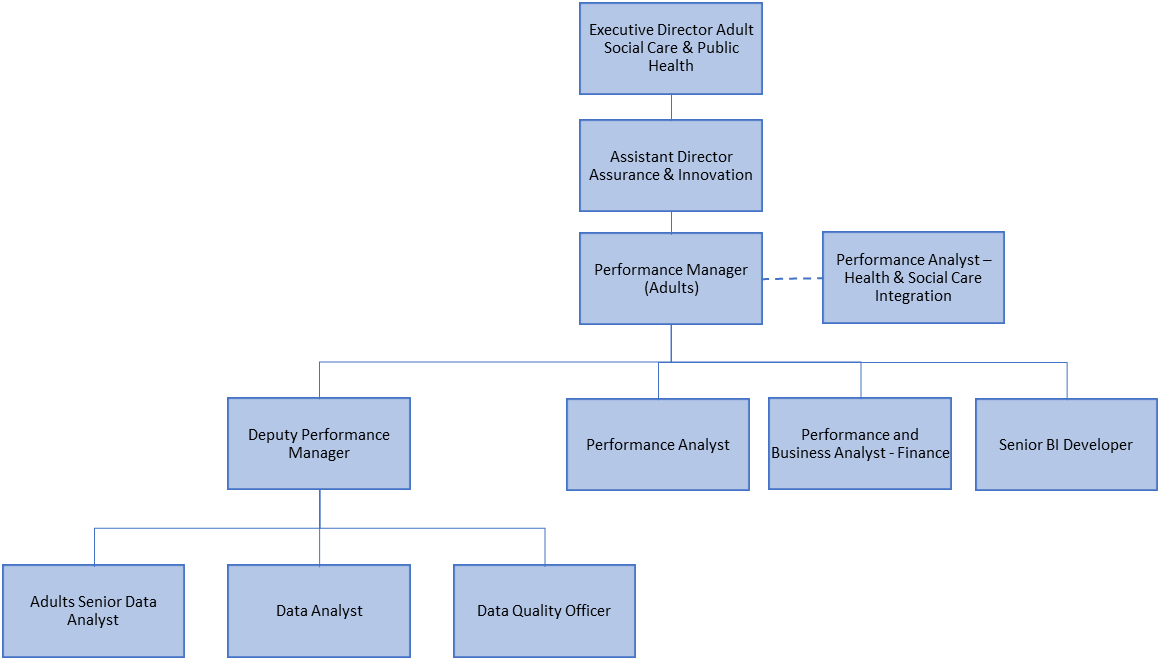 Executive Director Adult
Social Care & Public
Health
Assistant Director
Assurance & Innovation
Performance Manager
(Adults)
Performance Analyst –
Health & Social Care
Integration
Deputy Performance
Manager
Performance Analyst
Performance and
Business Analyst - Finance
Senior BI Developer
Adults Senior Data
Analyst
Data Analyst
Data Quality Officer